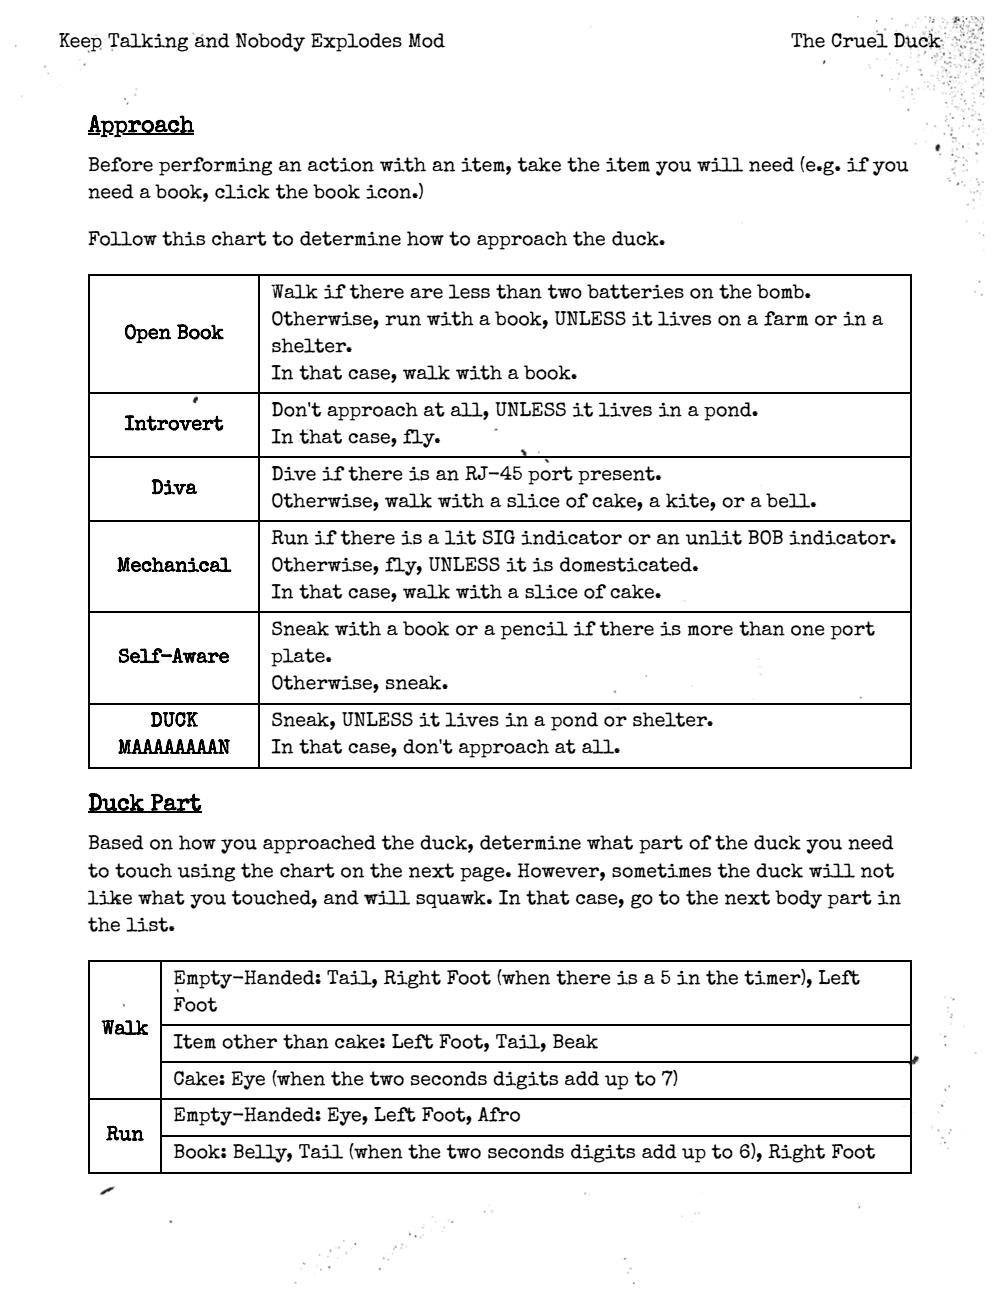 Keep Talking and Nobody Explodes Mod
The Cruel Duck
Approach
Before performing an action with an item, take the item you will need (e.g. if you
need a book, click the book icon.)
Follow this chart to determine how to approach the duck.
Open Book
Walk if there are less than two batteries on the bomb.
Otherwise, run with a book, UNLESS it lives on a farm or in a
shelter.
In that case, walk with a book.
Introvert
Don't approach at all, UNLESS it lives in a pond.
In that case, fly.
Diva
Dive if there is an RJ-45 port present.
Otherwise, walk with a slice of cake, a kite, or a bell.
Mechanical
Run if there is a lit SIG indicator or an unlit BOB indicator.
Otherwise, fly, UNLESS it is domesticated.
In that case, walk with a slice of cake.
Self-Aware
Sneak with a book or a pencil if there is more than one port
plate.
Otherwise, sneak.
DUCK
MAAAAAAAAN
Sneak, UNLESS it lives in a pond or shelter.
In that case, don't approach at all.
Duck Part
Based on how you approached the duck, determine what part of the duck you need
to touch using the chart on the next page. However, sometimes the duck will not
like what you touched, and will squawk. In that case, go to the next body part in
the list.
Walk
Empty-Handed: Tail, Right Foot (when there is a 5 in the timer), Left
Foot
Item other than cake: Left Foot, Tail, Beak
Cake: Eye (when the two seconds digits add up to 7)
Run
Empty-Handed: Eye, Left Foot, Afro
Book: Belly, Tail (when the two seconds digits add up to 6), Right Foot